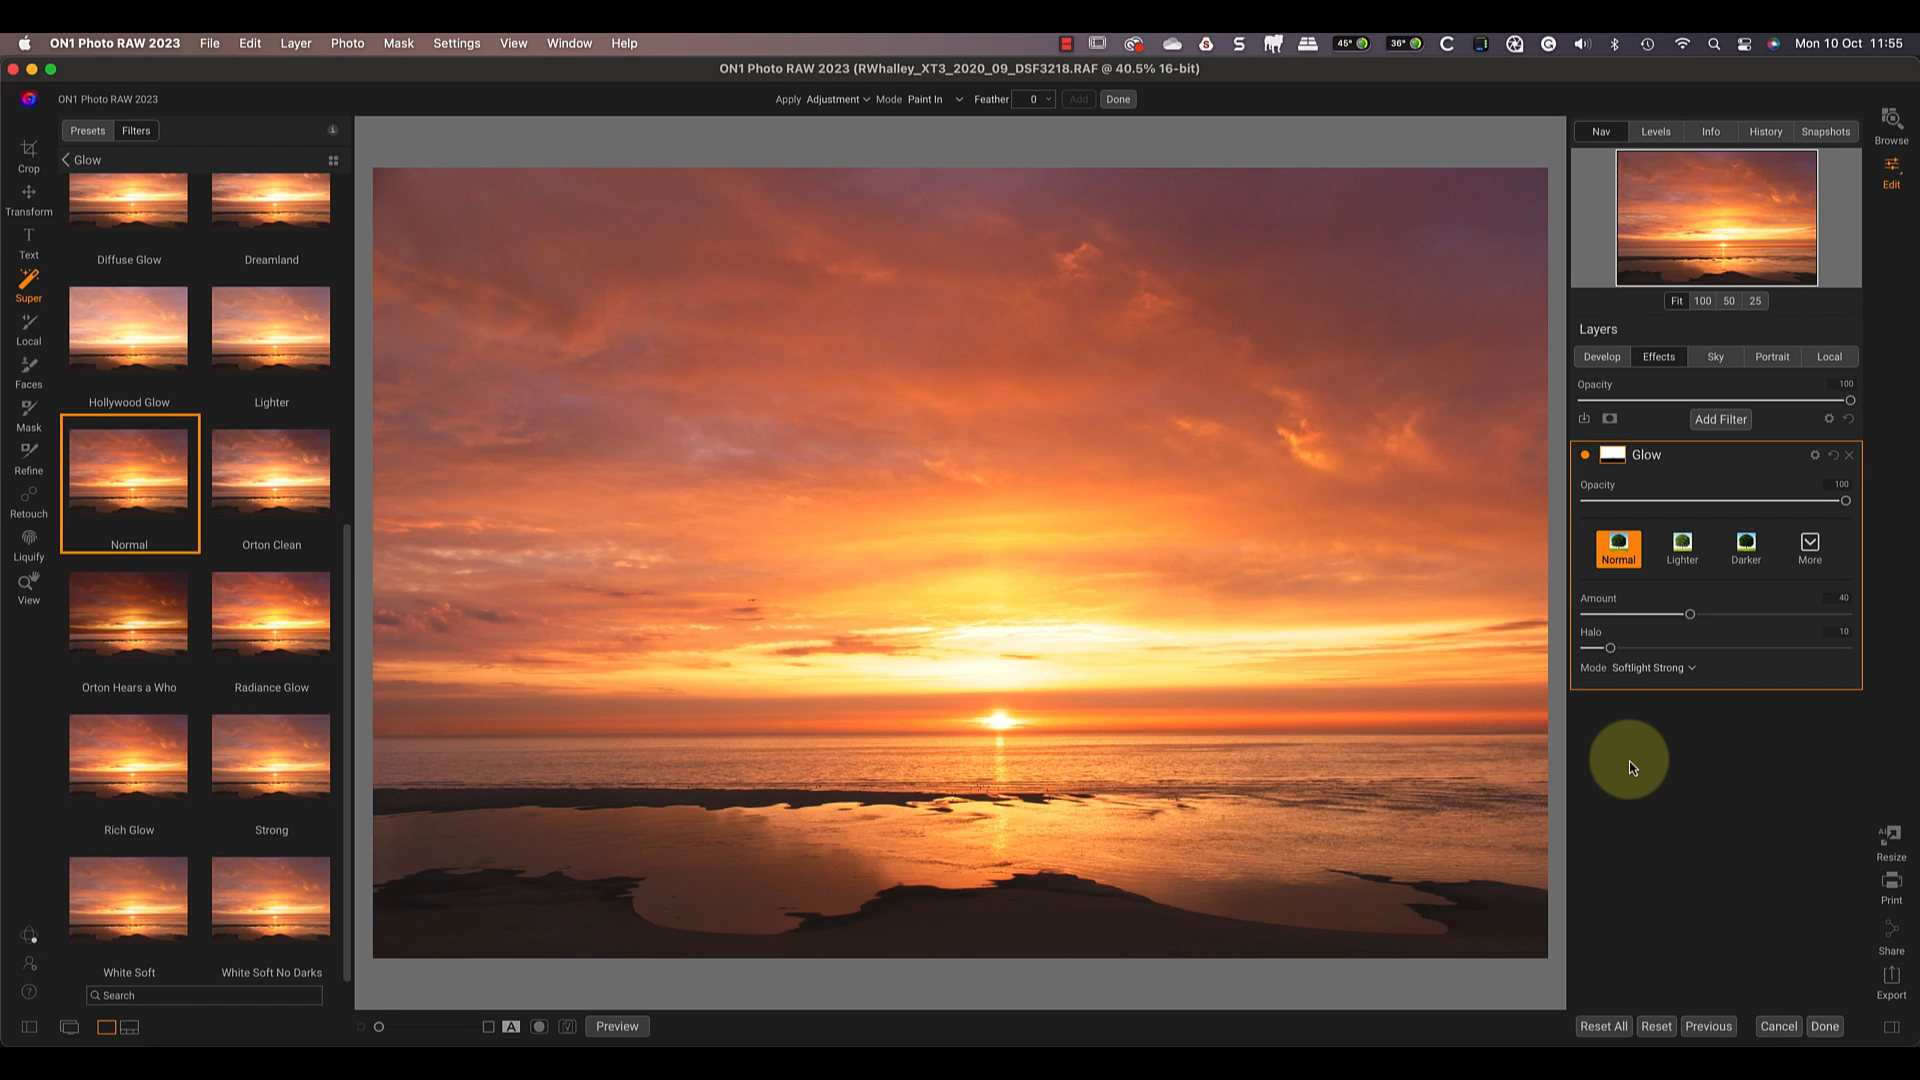 ON1 Photo RAW 2023 File Edit Layer Photo Mask Settings View Window Help 45° 36° Mon 10 Oct 11:55
ON1 Photo RAW 2023 (RWhalley_XT3_2020_09_DSF3218.RAF @ 40.5% 16-bit)
ON1 Photo RAW 2023 Apply Adjustment Mode Paint In Feather 0 Add Done
Presets Filters
Glow
Crop
Transform
Text
Super
Local
Faces
Mask
Refine
Retouch
Liquify
View
Diffuse Glow Dreamland
Hollywood Glow Lighter
Normal Orton Clean
Orton Hears a Who Radiance Glow
Rich Glow Strong
White Soft White Soft No Darks
Search
A
Preview
Nav Levels Info History Snapshots
Fit 100 50 25
Layers
Develop Effects Sky Portrait Local
Opacity 100
Add Filter
Glow
Opacity 100
Normal Lighter Darker More
Amount 40
Halo 10
Mode Softlight Strong
Browse
Edit
AI
Resize
Print
Share
Export
Reset All Reset Previous Cancel Done